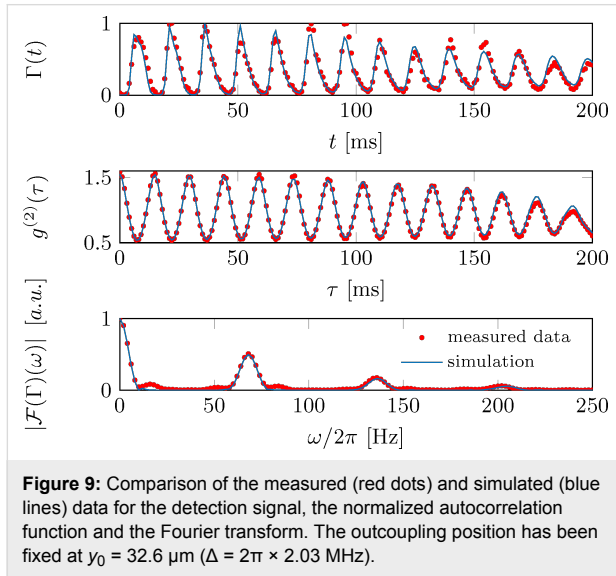 1
Γ(t)
0
0 50 100 150 200
t [ms]
1.5
g⁽²⁾(τ)
0.5
0 50 100 150 200
τ [ms]
|F(Γ)(ω)| [a.u.]
1
measured data
simulation
0
0 50 100 150 200 250
ω/2π [Hz]
Figure 9: Comparison of the measured (red dots) and simulated (blue
lines) data for the detection signal, the normalized autocorrelation
function and the Fourier transform. The outcoupling position has been
fixed at y₀ = 32.6 µm (Δ = 2π × 2.03 MHz).